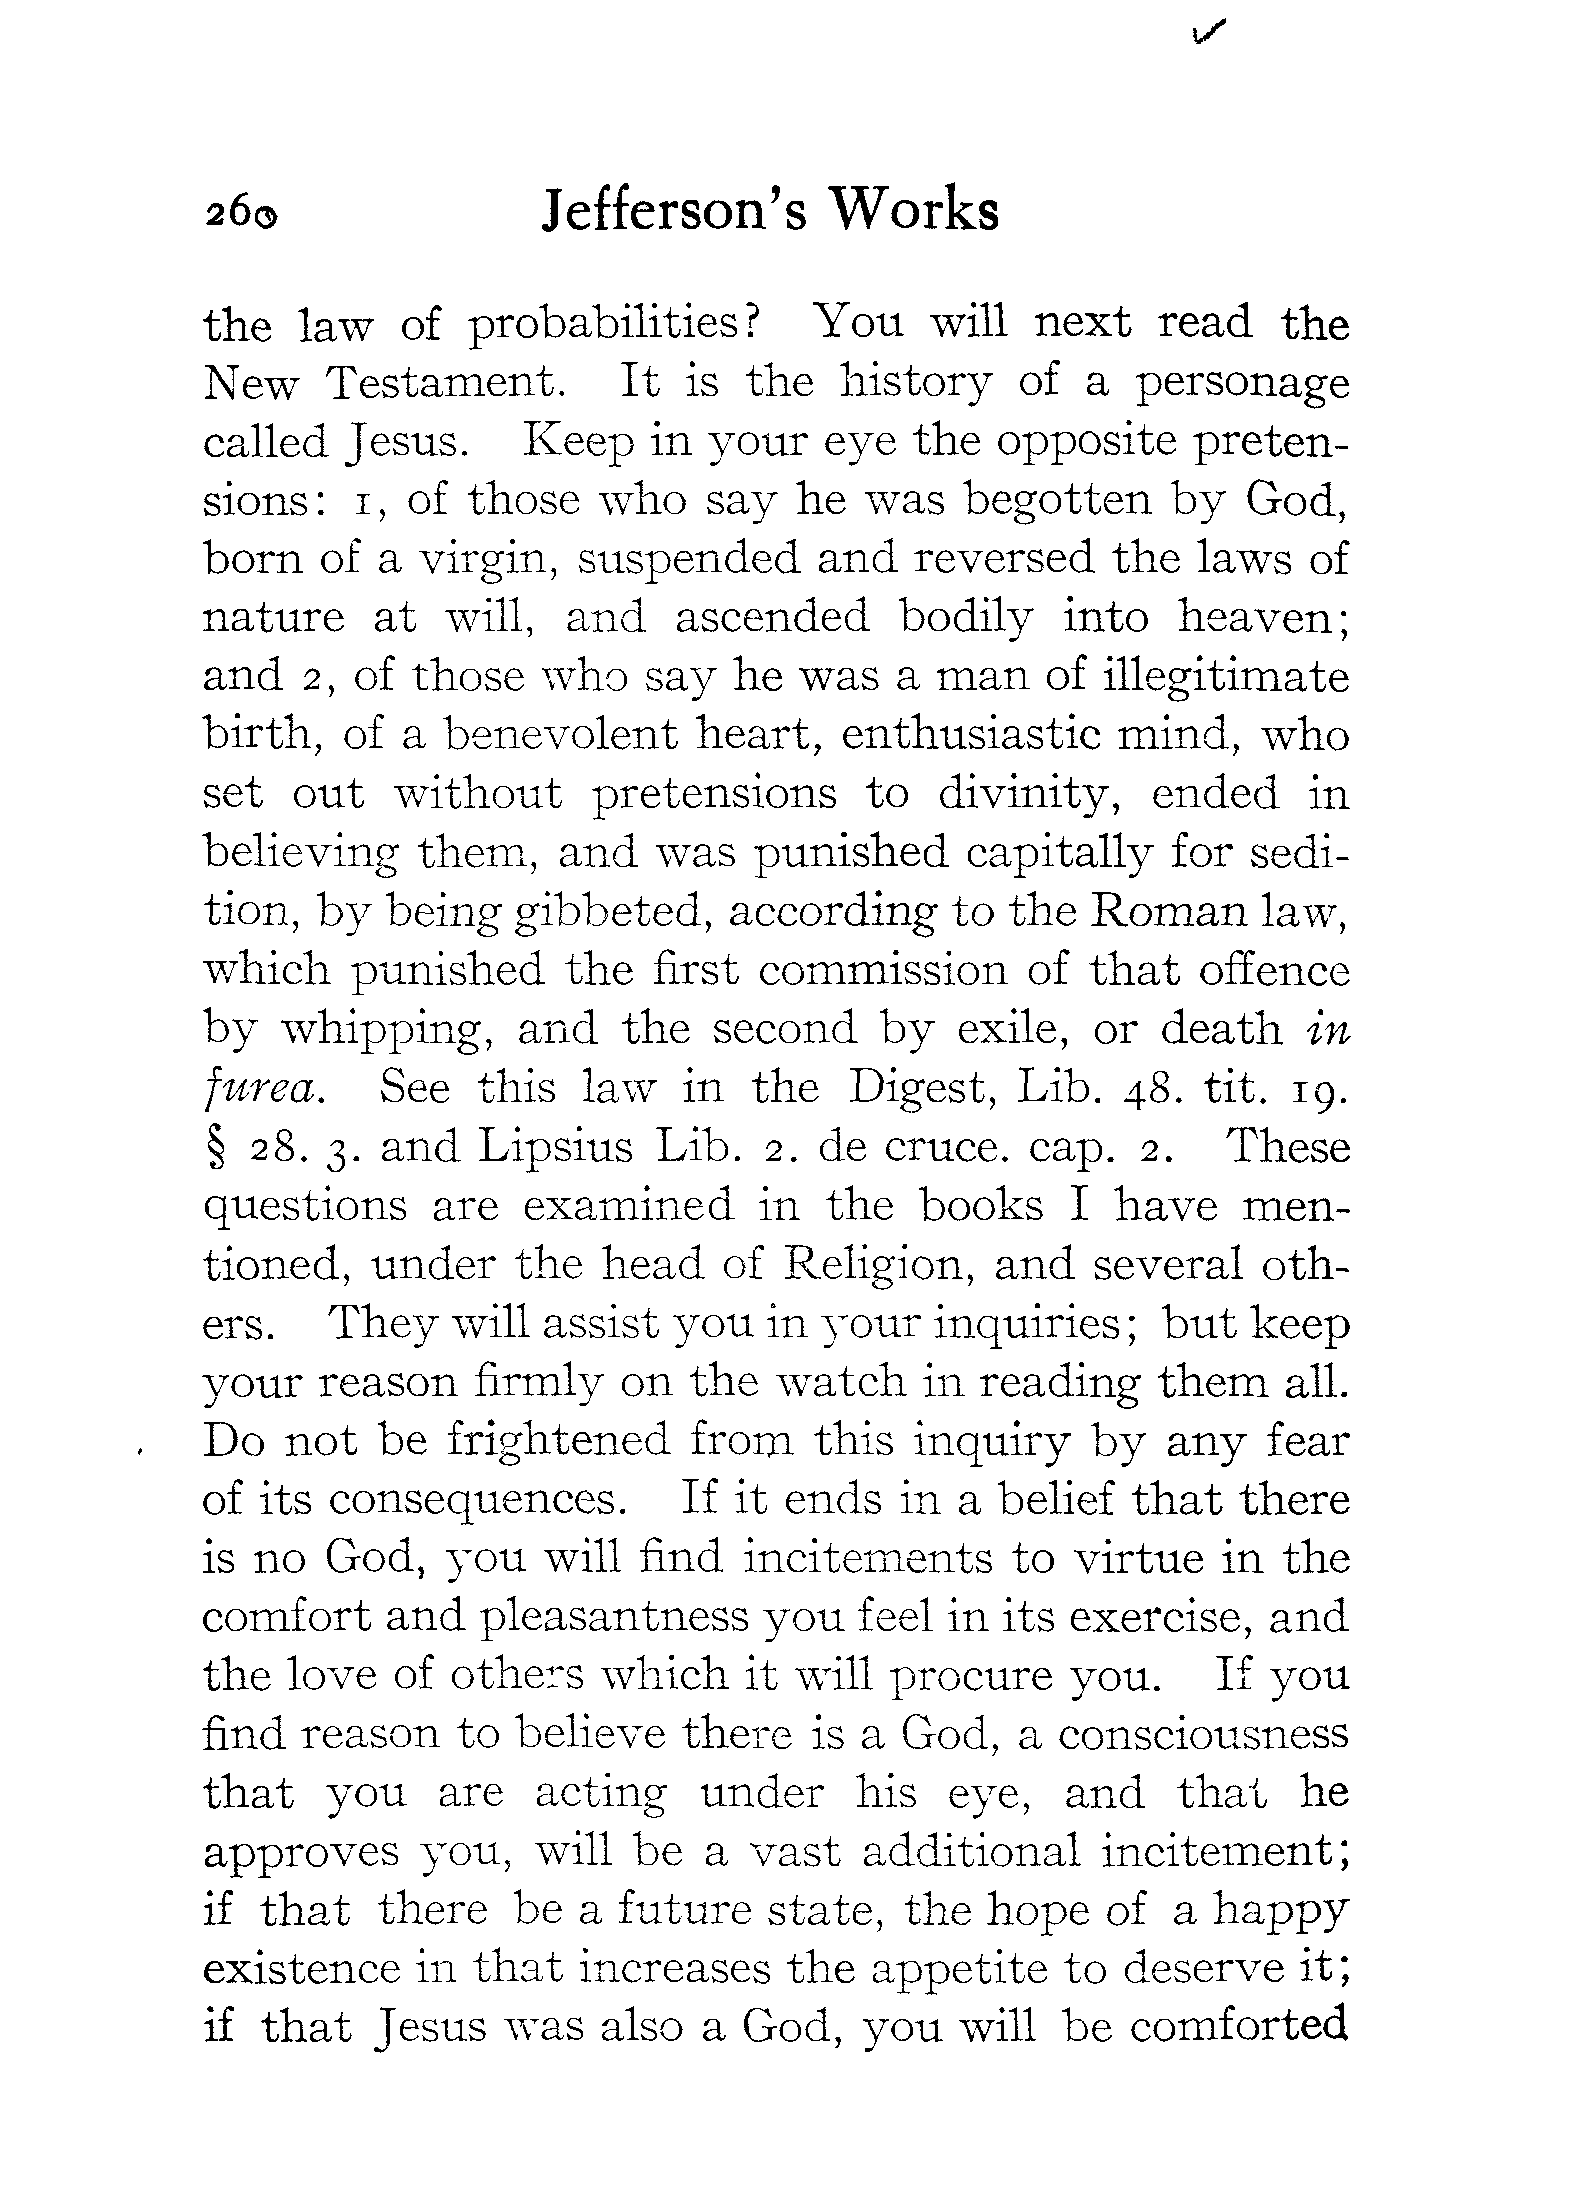 260 Jefferson's Works
the law of probabilities? You will next read the
New Testament. It is the history of a personage
called Jesus. Keep in your eye the opposite preten-
sions: 1, of those who say he was begotten by God,
born of a virgin, suspended and reversed the laws of
nature at will, and ascended bodily into heaven;
and 2, of those who say he was a man of illegitimate
birth, of a benevolent heart, enthusiastic mind, who
set out without pretensions to divinity, ended in
believing them, and was punished capitally for sedi-
tion, by being gibbeted, according to the Roman law,
which punished the first commission of that offence
by whipping, and the second by exile, or death in
furea. See this law in the Digest, Lib. 48. tit. 19.
§ 28. 3. and Lipsius Lib. 2. de cruce. cap. 2. These
questions are examined in the books I have men-
tioned, under the head of Religion, and several oth-
ers. They will assist you in your inquiries; but keep
your reason firmly on the watch in reading them all.
Do not be frightened from this inquiry by any fear
of its consequences. If it ends in a belief that there
is no God, you will find incitements to virtue in the
comfort and pleasantness you feel in its exercise, and
the love of others which it will procure you. If you
find reason to believe there is a God, a consciousness
that you are acting under his eye, and that he
approves you, will be a vast additional incitement;
if that there be a future state, the hope of a happy
existence in that increases the appetite to deserve it;
if that Jesus was also a God, you will be comforted